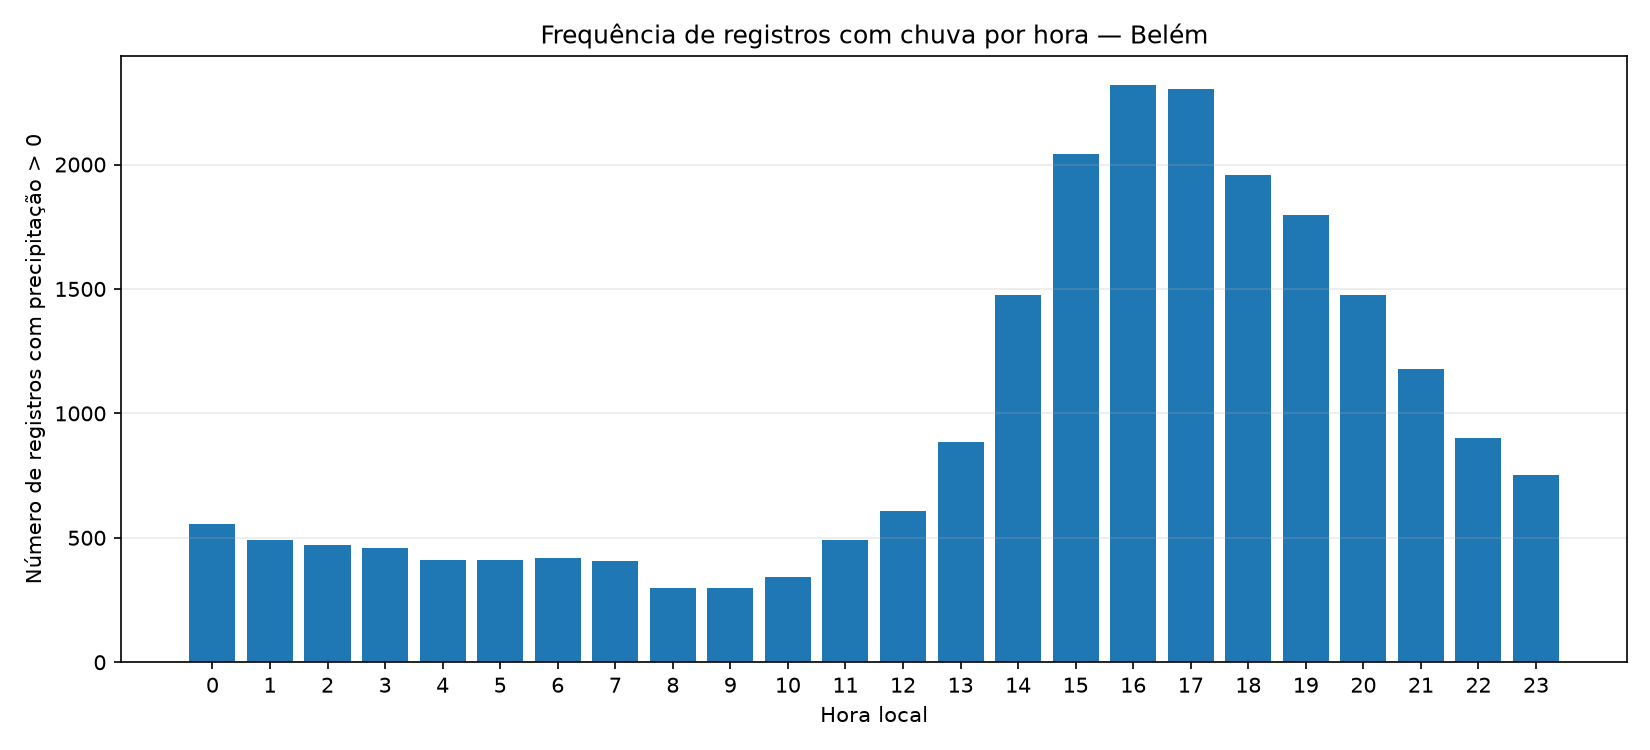 Frequência de registros com chuva por hora — Belém
Número de registros com precipitação > 0
2000
1500
1000
500
0
0 1 2 3 4 5 6 7 8 9 10 11 12 13 14 15 16 17 18 19 20 21 22 23
Hora local